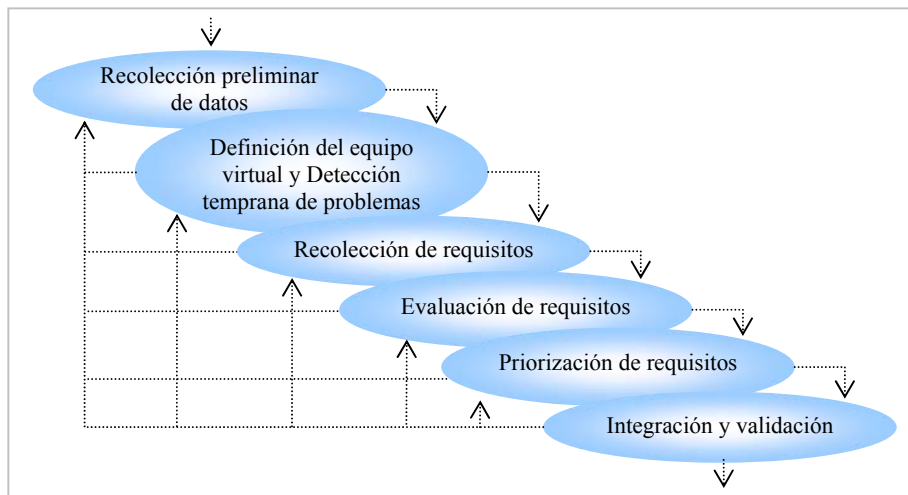 Recolección preliminar
de datos
Definición del equipo
virtual y Detección
temprana de problemas
Recolección de requisitos
Evaluación de requisitos
Priorización de requisitos
Integración y validación